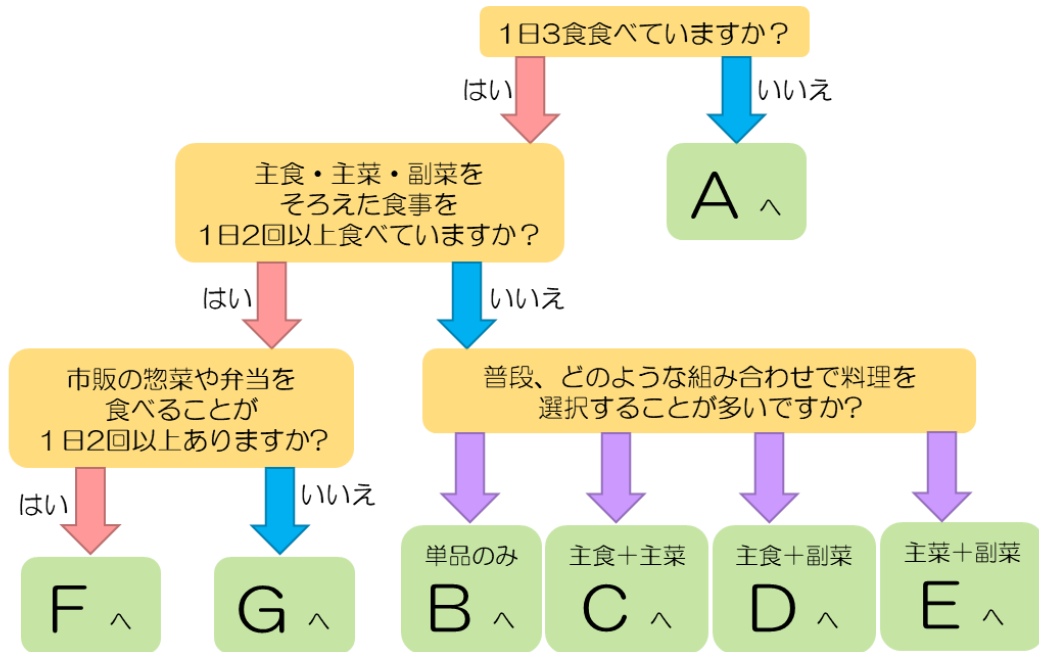 1日3食食べていますか？
はい
いいえ
主食・主菜・副菜を
そろえた食事を
1日2回以上食べていますか？
A へ
はい
いいえ
市販の惣菜や弁当を
食べることが
1日2回以上ありますか?
普段、どのような組み合わせで料理を
選択することが多いですか?
はい
いいえ
F へ
G へ
単品のみ
B へ
主食＋主菜
C へ
主食＋副菜
D へ
主菜＋副菜
E へ